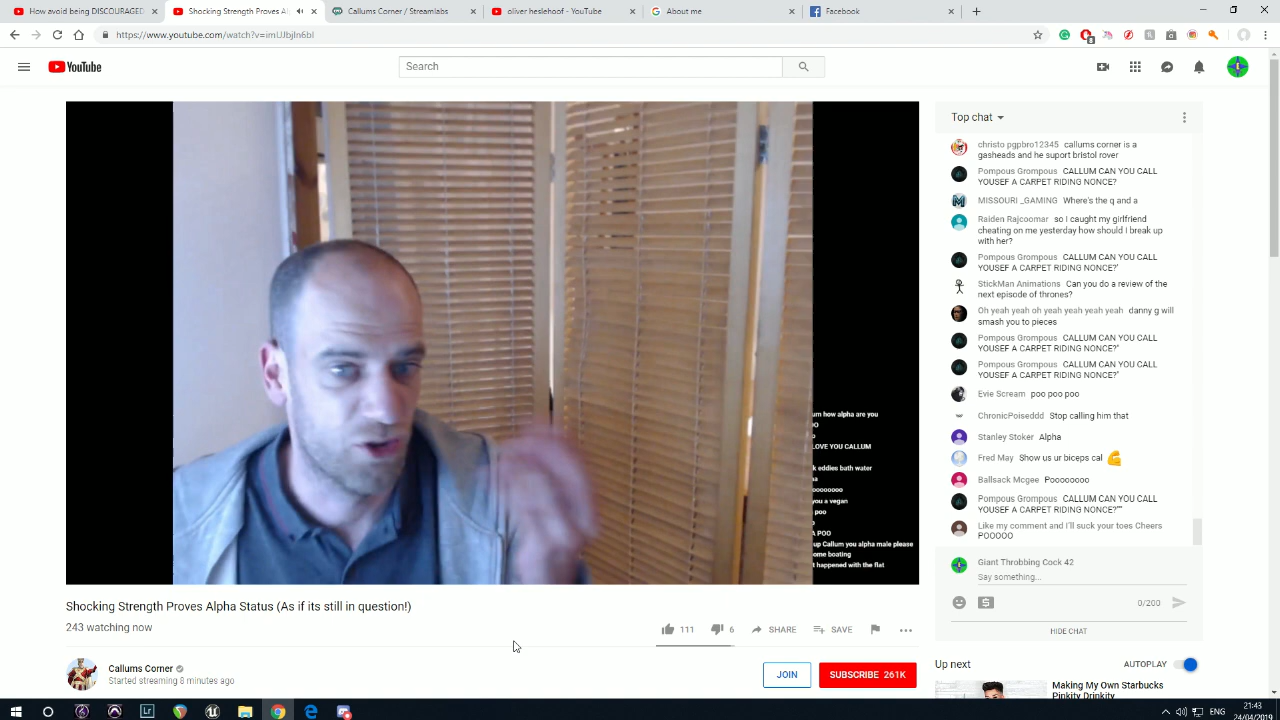 How avoid being DISCOURAGED
Shocking Strength Proves Al
Callums Corner / Streamlabs
oliver heslehoof - YouTube
About me
Facebook
https://www.youtube.com/watch?v=imUJbjIn6bI
YouTube
Search
Top chat
christo pgpbro12345 callums corner is a
gasheads and he suport bristol rover
Pompous Grompous CALLUM CAN YOU CALL
YOUSEF A CARPET RIDING NONCE?
MISSOURI _GAMING Where's the q and a
Raiden Rajcoomar so I caught my girlfriend
cheating on me yesterday how should I break up
with her?
Pompous Grompous CALLUM CAN YOU CALL
YOUSEF A CARPET RIDING NONCE?'
StickMan Animations Can you do a review of the
next episode of thrones?
Oh yeah yeah oh yeah yeah yeah yeah danny g will
smash you to pieces
Pompous Grompous CALLUM CAN YOU CALL
YOUSEF A CARPET RIDING NONCE?"
Pompous Grompous CALLUM CAN YOU CALL
YOUSEF A CARPET RIDING NONCE?"
Evie Scream poo poo poo
ChronicPoiseddd Stop calling him that
Stanley Stoker Alpha
Fred May Show us ur biceps cal 💪
Ballsack Mcgee Poooooooo
Pompous Grompous CALLUM CAN YOU CALL
YOUSEF A CARPET RIDING NONCE?"'"
Like my comment and I'll suck your toes Cheers
POOOOO
Giant Throbbing Cock 42
Say something...
0/200
HIDE CHAT
um how alpha are you
OO
o
LOVE YOU CALLUM
k eddies bath water
ha
oooooooo
you a vegan
poo
o
A POO
up Callum you alpha male please
ome boating
t happened with the flat
Shocking Strength Proves Alpha Status (As if its still in question!)
243 watching now
111
6
SHARE
SAVE
Callums Corner
Started streaming 8 minutes ago
JOIN
SUBSCRIBE 261K
Up next
AUTOPLAY
Making My Own Starbucks
Pinkity Drinkity
ENG
21:43
24/04/2019